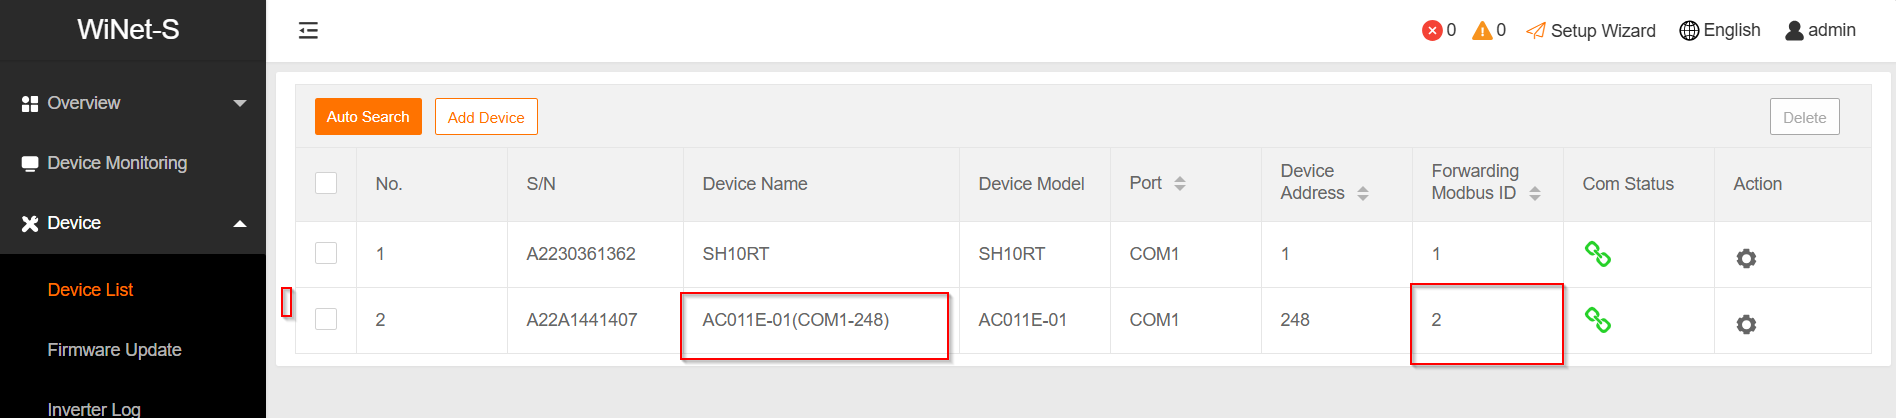 WiNet-S
0 0 Setup Wizard English admin
Overview
Device Monitoring
Device
Device List
Firmware Update
Inverter Log
Auto Search Add Device Delete
No. S/N Device Name Device Model Port Device Address Forwarding Modbus ID Com Status Action
1 A2230361362 SH10RT SH10RT COM1 1 1
2 A22A1441407 AC011E-01(COM1-248) AC011E-01 COM1 248 2